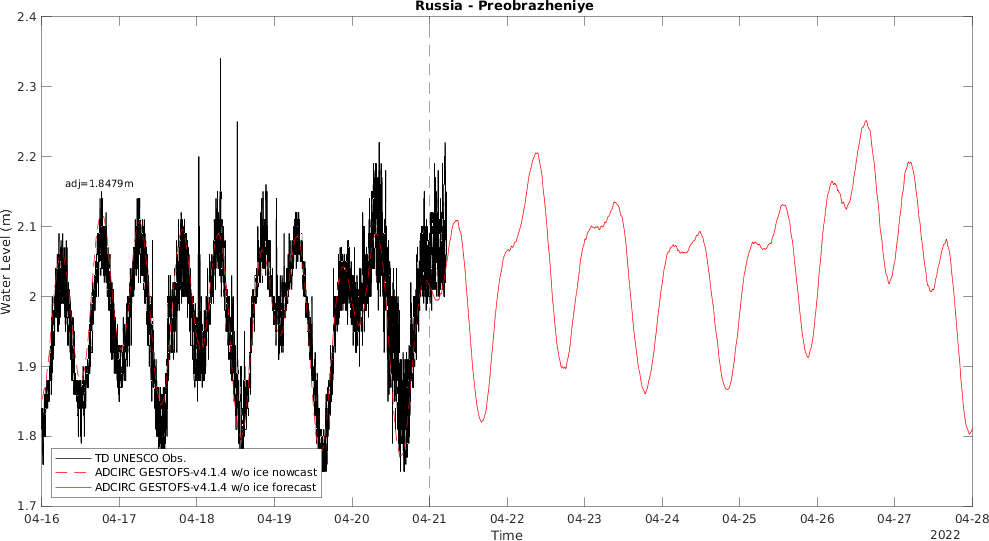 Russia - Preobrazheniye
2.4
2.3
2.2
2.1
2
1.9
1.8
1.7
Water Level (m)
adj=1.8479m
TD UNESCO Obs.
ADCIRC GESTOFS-v4.1.4 w/o ice nowcast
ADCIRC GESTOFS-v4.1.4 w/o ice forecast
04-16 04-17 04-18 04-19 04-20 04-21 04-22 04-23 04-24 04-25 04-26 04-27 04-28
Time
2022